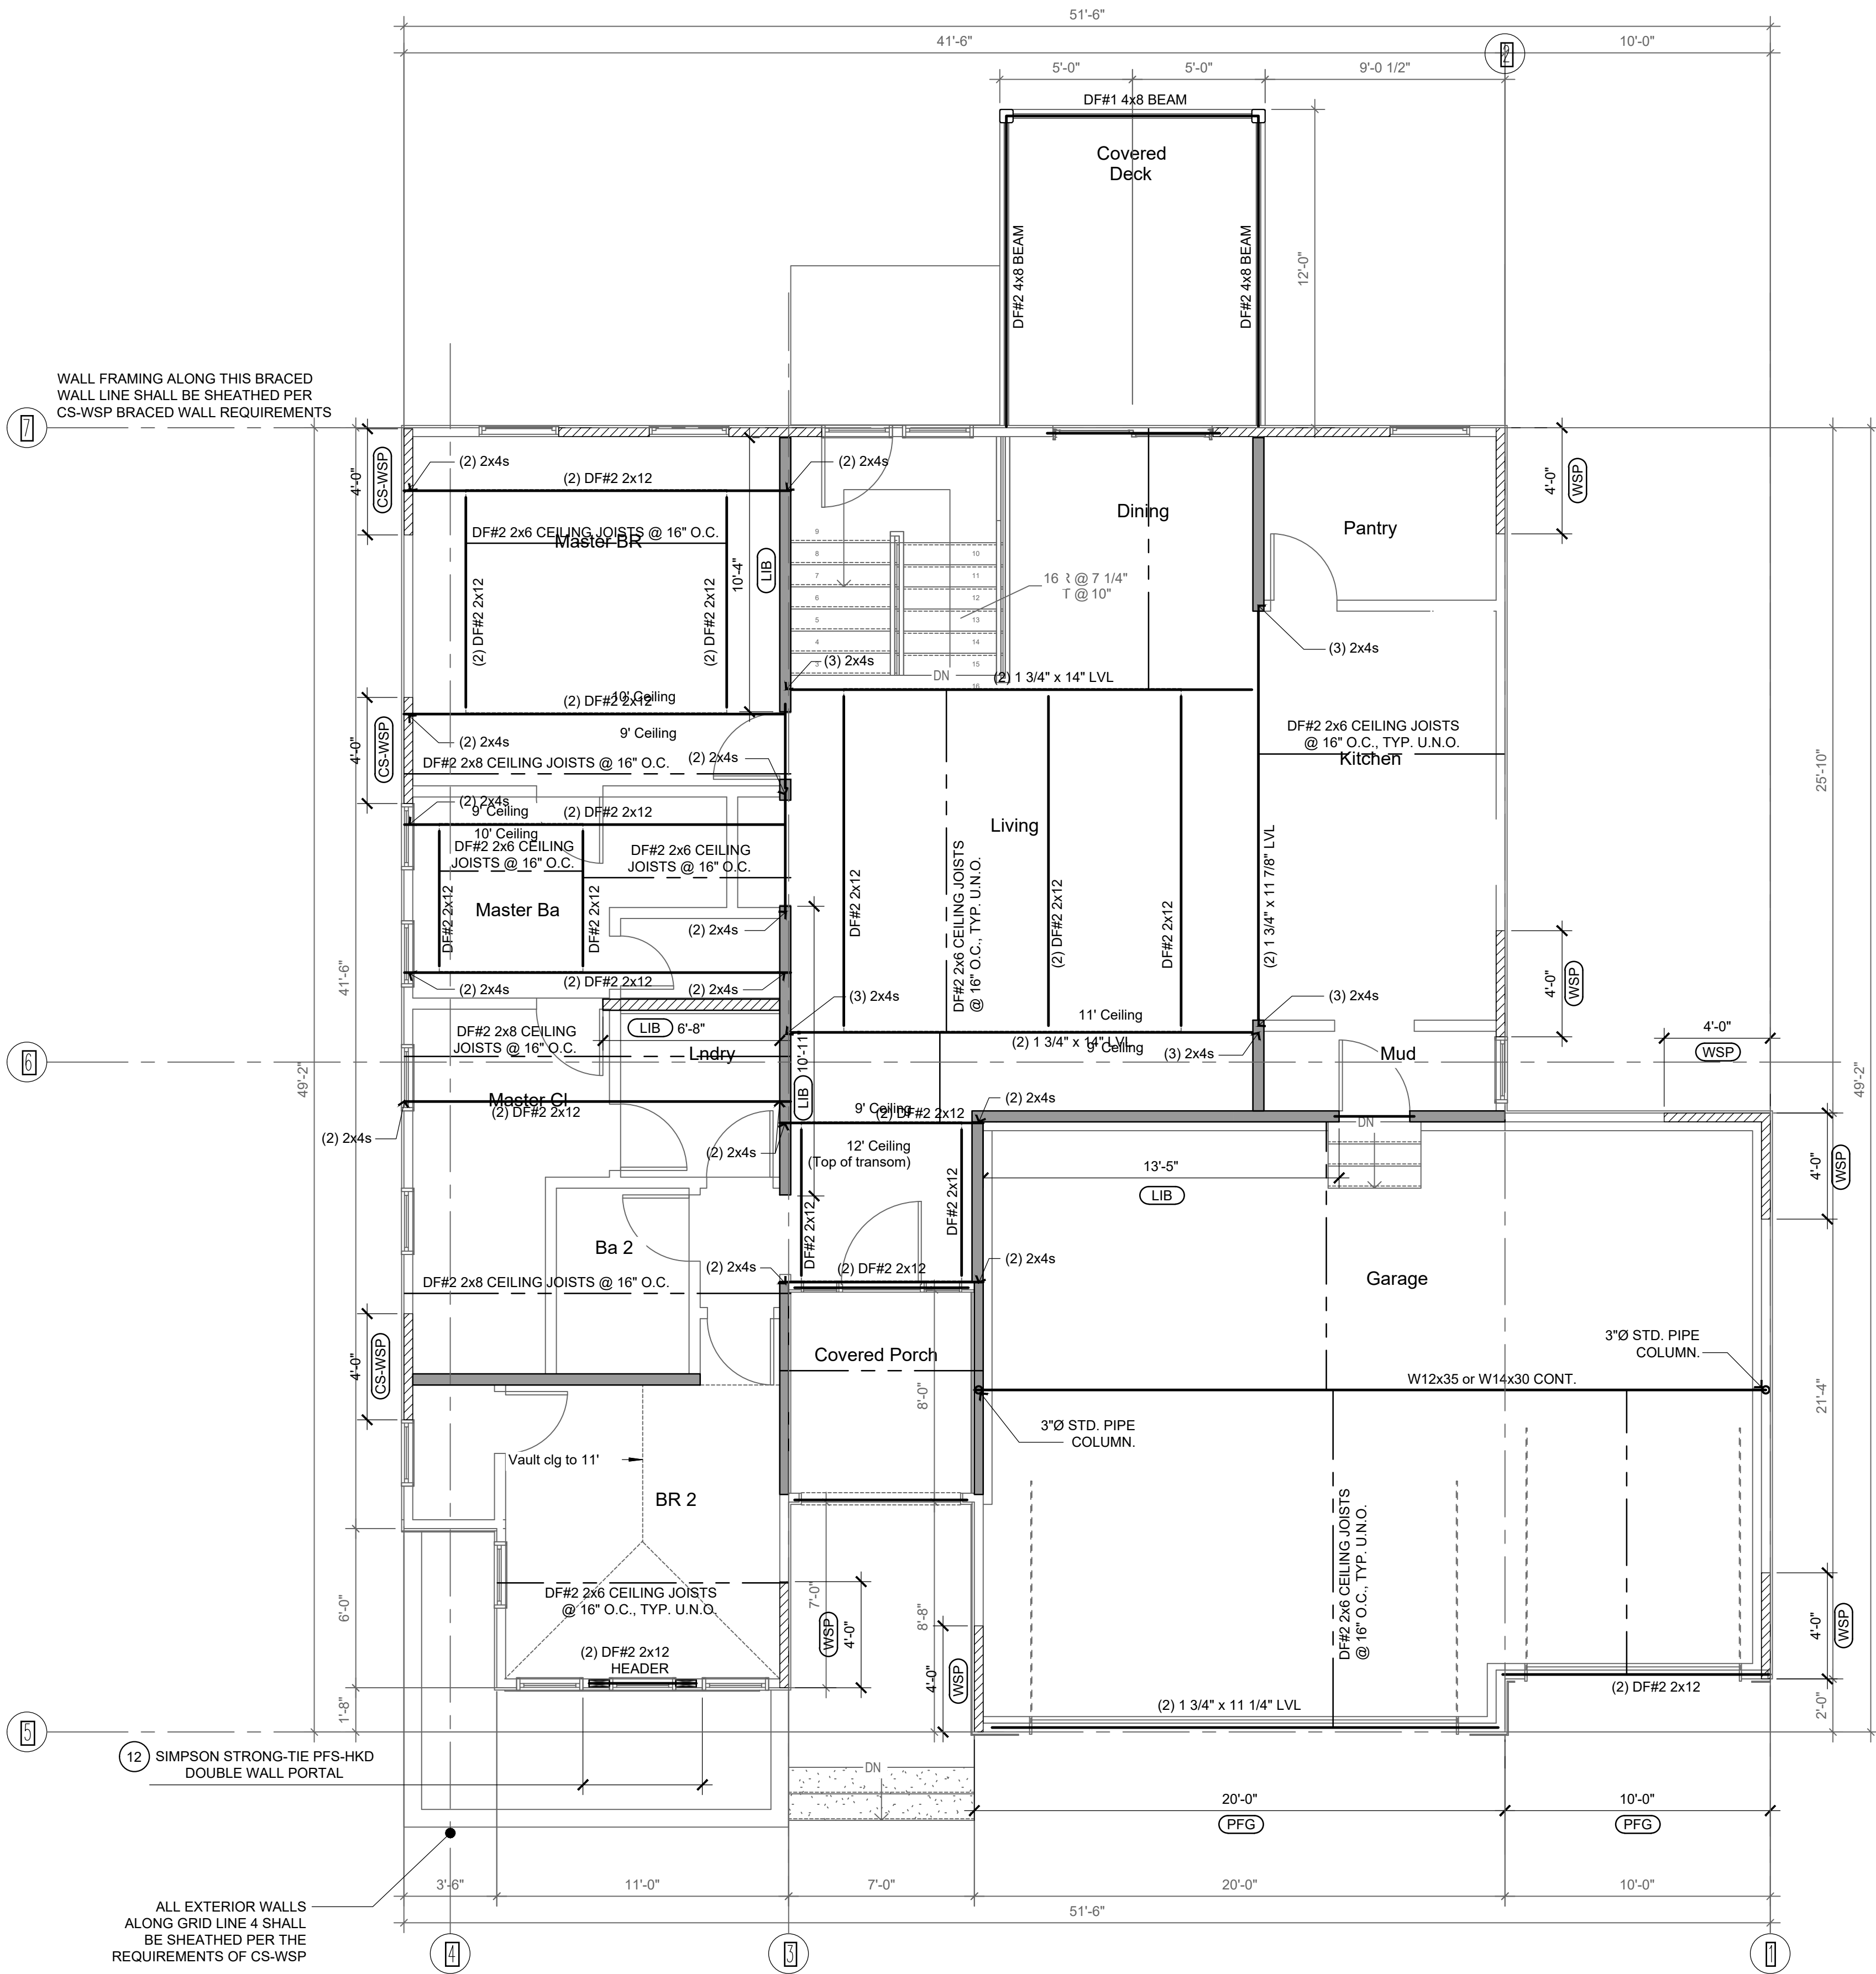 51'-6"
41'-6"
10'-0"
2
5'-0"
5'-0"
9'-0 1/2"
DF#1 4x8 BEAM
Covered
Deck
DF#2 4x8 BEAM
DF#2 4x8 BEAM
12'-0"
WALL FRAMING ALONG THIS BRACED
WALL LINE SHALL BE SHEATHED PER
CS-WSP BRACED WALL REQUIREMENTS
7
4'-0"
CS-WSP
(2) 2x4s
(2) DF#2 2x12
(2) 2x4s
4'-0"
WSP
DF#2 2x6 CEILING JOISTS @ 16" O.C.
Master BR
(2) DF#2 2x12
(2) DF#2 2x12
10'-4"
LIB
Dining
Pantry
9
8
7
6
5
4
3
10
11
12
13
14
15
16
16 R @ 7 1/4"
T @ 10"
DN
(3) 2x4s
(3) 2x4s
(2) 1 3/4" x 14" LVL
10' Ceiling
(2) DF#2 2x12
4'-0"
CS-WSP
(2) 2x4s
9' Ceiling
(2) 2x4s
DF#2 2x8 CEILING JOISTS @ 16" O.C.
DF#2 2x6 CEILING JOISTS
@ 16" O.C., TYP. U.N.O.
Kitchen
25'-10"
(2) 2x4s
9' Ceiling
(2) DF#2 2x12
10' Ceiling
DF#2 2x6 CEILING
JOISTS @ 16" O.C.
DF#2 2x6 CEILING
JOISTS @ 16" O.C.
Living
DF#2 2x12
Master Ba
DF#2 2x12
(2) 2x4s
DF#2 2x12
DF#2 2x6 CEILING JOISTS
@ 16" O.C., TYP. U.N.O.
(2) DF#2 2x12
DF#2 2x12
(2) 1 3/4" x 11 7/8" LVL
41'-6"
(2) 2x4s
(2) DF#2 2x12
(2) 2x4s
(3) 2x4s
(3) 2x4s
4'-0"
WSP
DF#2 2x8 CEILING
JOISTS @ 16" O.C.
LIB
6'-8"
Lndry
10'-11"
LIB
11' Ceiling
(2) 1 3/4" x 14" LVL
9' Ceiling
(3) 2x4s
Mud
4'-0"
WSP
6
49'-2"
49'-2"
Master Cl
(2) DF#2 2x12
(2) 2x4s
9' Ceiling
(2) DF#2 2x12
(2) 2x4s
(2) 2x4s
12' Ceiling
(Top of transom)
DN
13'-5"
LIB
4'-0"
WSP
DF#2 2x12
DF#2 2x12
Ba 2
(2) 2x4s
(2) DF#2 2x12
(2) 2x4s
Garage
DF#2 2x8 CEILING JOISTS @ 16" O.C.
4'-0"
CS-WSP
Covered Porch
8'-0"
3"Ø STD. PIPE
COLUMN.
W12x35 or W14x30 CONT.
21'-4"
3"Ø STD. PIPE
COLUMN.
Vault clg to 11'
BR 2
DF#2 2x6 CEILING JOISTS
@ 16" O.C., TYP. U.N.O.
DF#2 2x6 CEILING JOISTS
@ 16" O.C., TYP. U.N.O.
6'-0"
7'-0"
WSP
4'-0"
8'-8"
4'-0"
WSP
4'-0"
WSP
(2) DF#2 2x12
HEADER
(2) 1 3/4" x 11 1/4" LVL
(2) DF#2 2x12
1'-8"
2'-0"
5
12
SIMPSON STRONG-TIE PFS-HKD
DOUBLE WALL PORTAL
DN
20'-0"
PFG
10'-0"
PFG
3'-6"
11'-0"
7'-0"
20'-0"
10'-0"
51'-6"
ALL EXTERIOR WALLS
ALONG GRID LINE 4 SHALL
BE SHEATHED PER THE
REQUIREMENTS OF CS-WSP
4
3
1